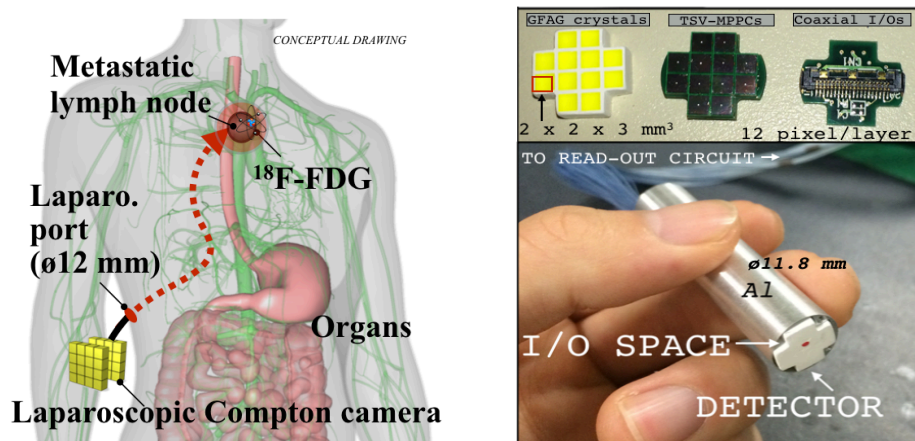 CONCEPTUAL DRAWING
Metastatic
lymph node
18F-FDG
Laparo.
port
(ø12 mm)
Organs
Laparoscopic Compton camera
GFAG crystals
TSV-MPPCs
Coaxial I/Os
CN1
2 x 2 x 3 mm³
12 pixel/layer
TO READ-OUT CIRCUIT
ø11.8 mm
Al
I/O SPACE
DETECTOR